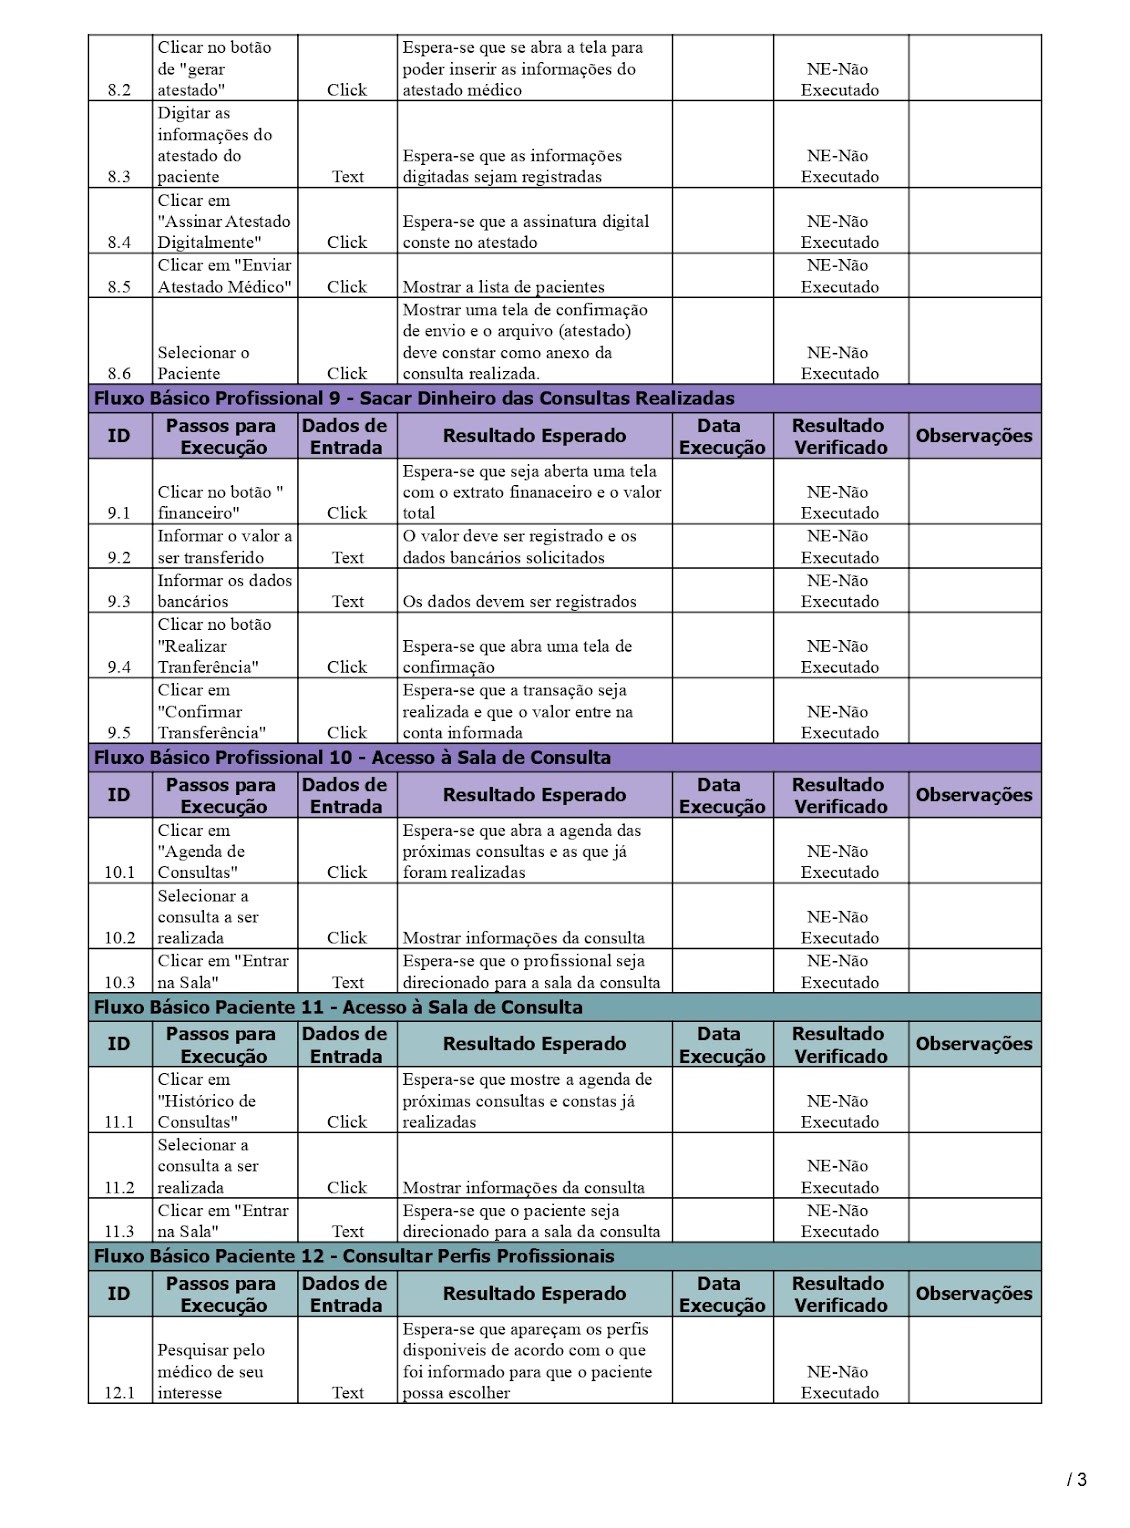 Clicar no botão
de "gerar
8.2 atestado" Click
Espera-se que se abra a tela para
poder inserir as informações do
atestado médico
NE-Não
Executado
Digitar as
informações do
atestado do
8.3 paciente Text
Espera-se que as informações
digitadas sejam registradas
NE-Não
Executado
Clicar em
"Assinar Atestado
8.4 Digitalmente" Click
Espera-se que a assinatura digital
conste no atestado
NE-Não
Executado
Clicar em "Enviar
8.5 Atestado Médico" Click
Mostrar a lista de pacientes
NE-Não
Executado
Selecionar o
8.6 Paciente Click
Mostrar uma tela de confirmação
de envio e o arquivo (atestado)
deve constar como anexo da
consulta realizada.
NE-Não
Executado
Fluxo Básico Profissional 9 - Sacar Dinheiro das Consultas Realizadas
ID
Passos para
Execução
Dados de
Entrada
Resultado Esperado
Data
Execução
Resultado
Verificado
Observações
Clicar no botão "
9.1 financeiro" Click
Espera-se que seja aberta uma tela
com o extrato finanaceiro e o valor
total
NE-Não
Executado
Informar o valor a
9.2 ser transferido Text
O valor deve ser registrado e os
dados bancários solicitados
NE-Não
Executado
Informar os dados
9.3 bancários Text
Os dados devem ser registrados
NE-Não
Executado
Clicar no botão
"Realizar
9.4 Tranferência" Click
Espera-se que abra uma tela de
confirmação
NE-Não
Executado
Clicar em
"Confirmar
9.5 Transferência" Click
Espera-se que a transação seja
realizada e que o valor entre na
conta informada
NE-Não
Executado
Fluxo Básico Profissional 10 - Acesso à Sala de Consulta
ID
Passos para
Execução
Dados de
Entrada
Resultado Esperado
Data
Execução
Resultado
Verificado
Observações
Clicar em
"Agenda de
10.1 Consultas" Click
Espera-se que abra a agenda das
próximas consultas e as que já
foram realizadas
NE-Não
Executado
Selecionar a
consulta a ser
10.2 realizada Click
Mostrar informações da consulta
NE-Não
Executado
Clicar em "Entrar
10.3 na Sala" Text
Espera-se que o profissional seja
direcionado para a sala da consulta
NE-Não
Executado
Fluxo Básico Paciente 11 - Acesso à Sala de Consulta
ID
Passos para
Execução
Dados de
Entrada
Resultado Esperado
Data
Execução
Resultado
Verificado
Observações
Clicar em
"Histórico de
11.1 Consultas" Click
Espera-se que mostre a agenda de
próximas consultas e constas já
realizadas
NE-Não
Executado
Selecionar a
consulta a ser
11.2 realizada Click
Mostrar informações da consulta
NE-Não
Executado
Clicar em "Entrar
11.3 na Sala" Text
Espera-se que o paciente seja
direcionado para a sala da consulta
NE-Não
Executado
Fluxo Básico Paciente 12 - Consultar Perfis Profissionais
ID
Passos para
Execução
Dados de
Entrada
Resultado Esperado
Data
Execução
Resultado
Verificado
Observações
Pesquisar pelo
médico de seu
12.1 interesse Text
Espera-se que apareçam os perfis
disponiveis de acordo com o que
foi informado para que o paciente
possa escolher
NE-Não
Executado
/ 3